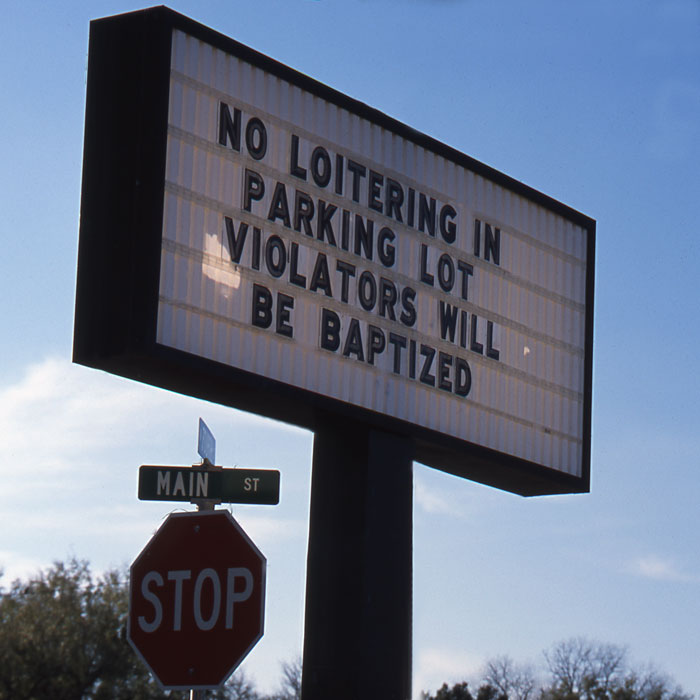 NO LOITERING IN
PARKING LOT
VIOLATORS WILL
BE BAPTIZED
MAIN ST
STOP